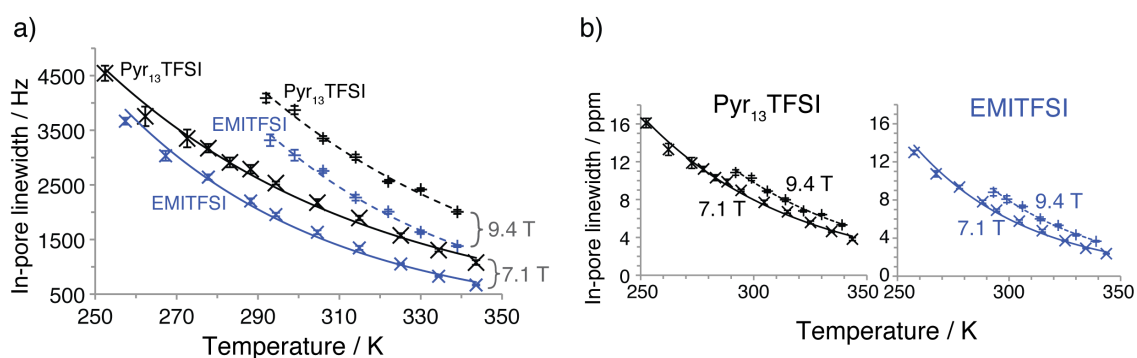 a)
In-pore linewidth / Hz
4500
3500
2500
1500
500
250
270
290
310
330
350
Temperature / K
Pyr13TFSI
Pyr13TFSI
EMITFSI
EMITFSI
9.4 T
7.1 T
b)
In-pore linewidth / ppm
Pyr13TFSI
16
12
8
4
0
250
300
350
9.4 T
7.1 T
EMITFSI
16
12
8
4
0
250
300
350
9.4 T
7.1 T
Temperature / K